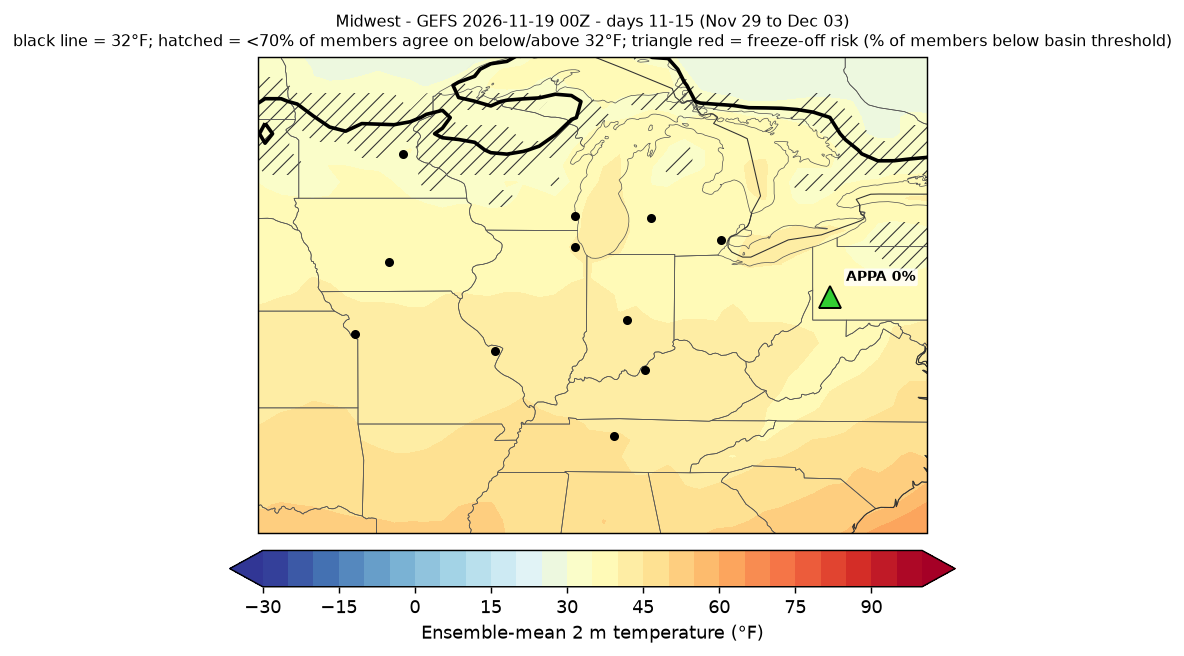 Midwest - GEFS 2026-11-19 00Z - days 11-15 (Nov 29 to Dec 03)
black line = 32°F; hatched = <70% of members agree on below/above 32°F; triangle red = freeze-off risk (% of members below basin threshold)
APPA 0%
−30 −15 0 15 30 45 60 75 90
Ensemble-mean 2 m temperature (°F)